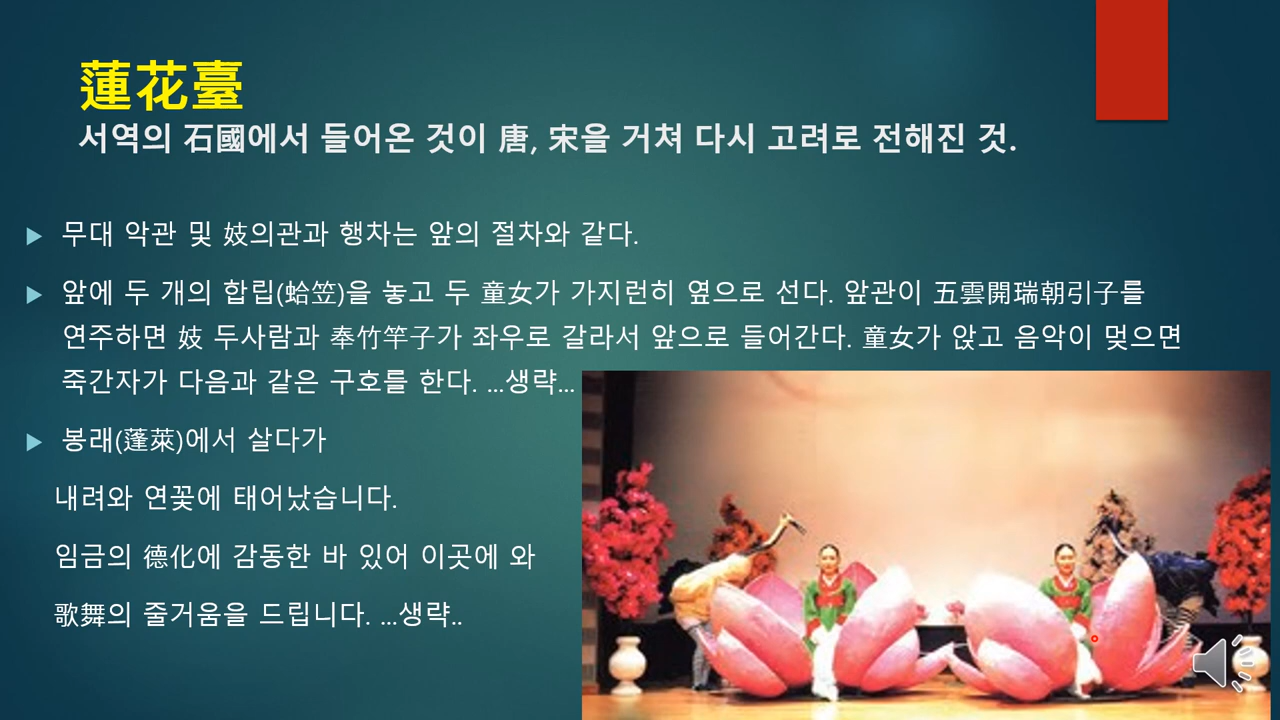 蓮花臺
서역의 石國에서 들어온 것이 唐, 宋을 거쳐 다시 고려로 전해진 것.
무대 악관 및 妓의관과 행차는 앞의 절차와 같다.
앞에 두 개의 합립(蛤笠)을 놓고 두 童女가 가지런히 옆으로 선다. 앞관이 五雲開瑞朝引子를
연주하면 妓 두사람과 奉竹竿子가 좌우로 갈라서 앞으로 들어간다. 童女가 앉고 음악이 멎으면
죽간자가 다음과 같은 구호를 한다. ...생략...
봉래(蓬萊)에서 살다가
내려와 연꽃에 태어났습니다.
임금의 德化에 감동한 바 있어 이곳에 와
歌舞의 줄거움을 드립니다. ...생략..